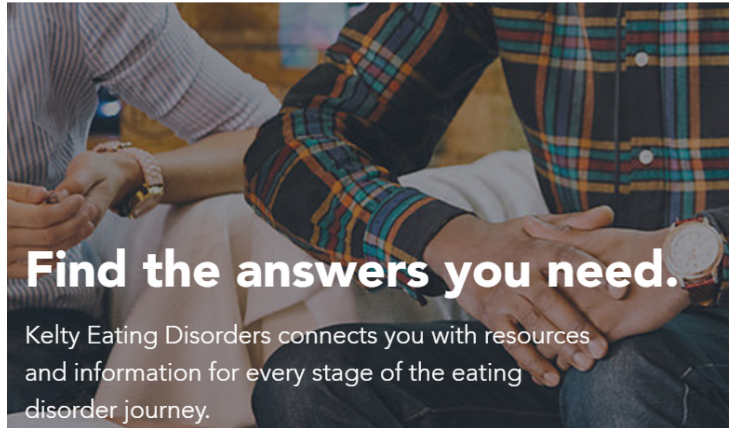 Find the answers you need.
Kelty Eating Disorders connects you with resources
and information for every stage of the eating
disorder journey.